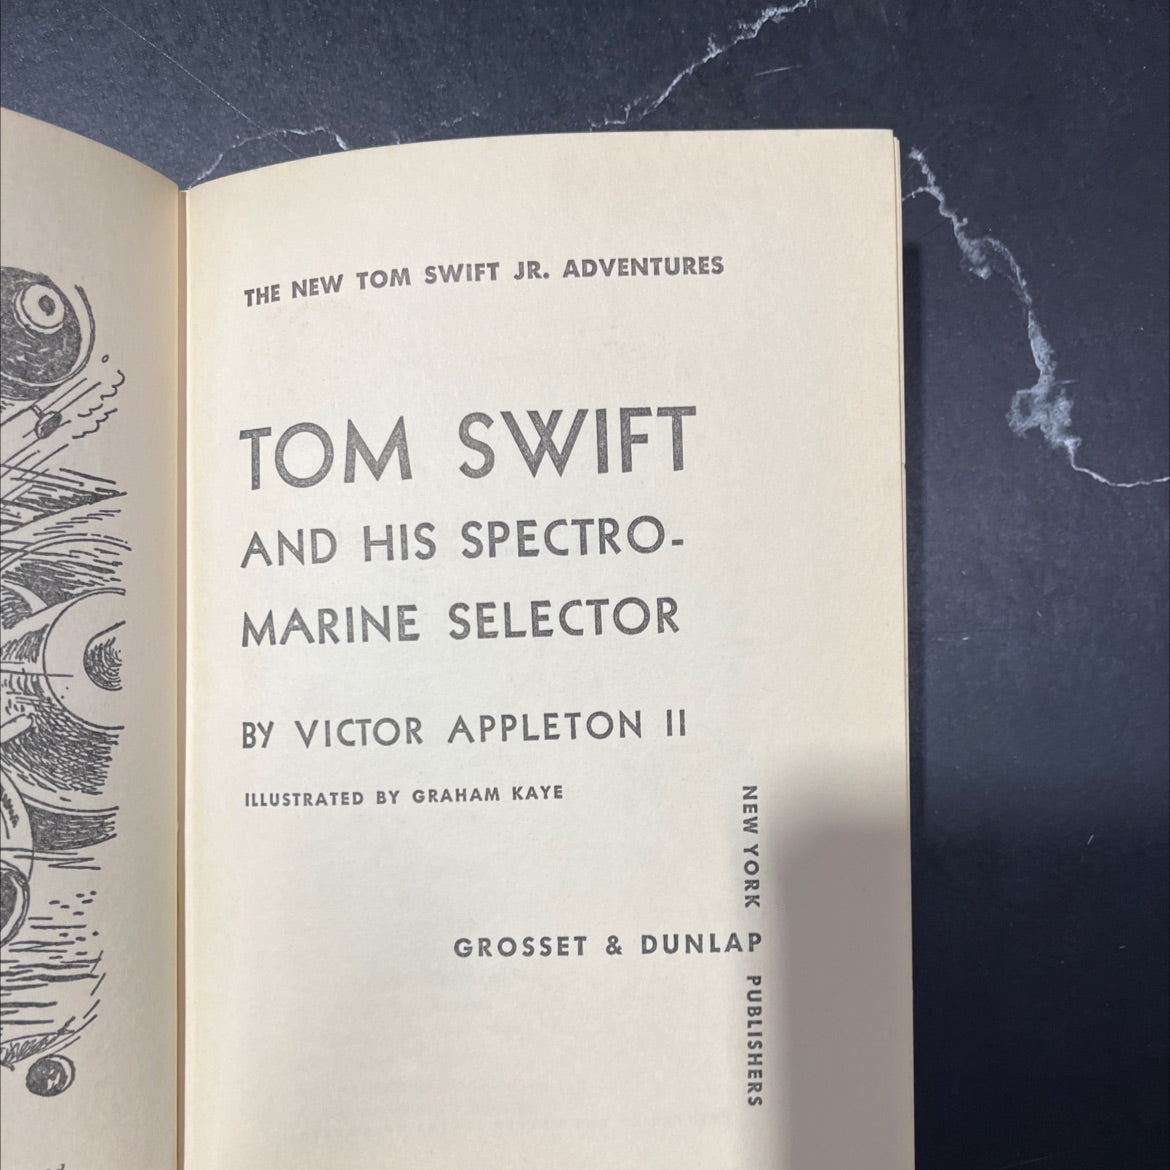 THE NEW TOM SWIFT JR. ADVENTURES
TOM SWIFT
AND HIS SPECTRO-
MARINE SELECTOR
BY VICTOR APPLETON II
ILLUSTRATED BY GRAHAM KAYE
NEW YORK
GROSSET & DUNLAP
PUBLISHERS